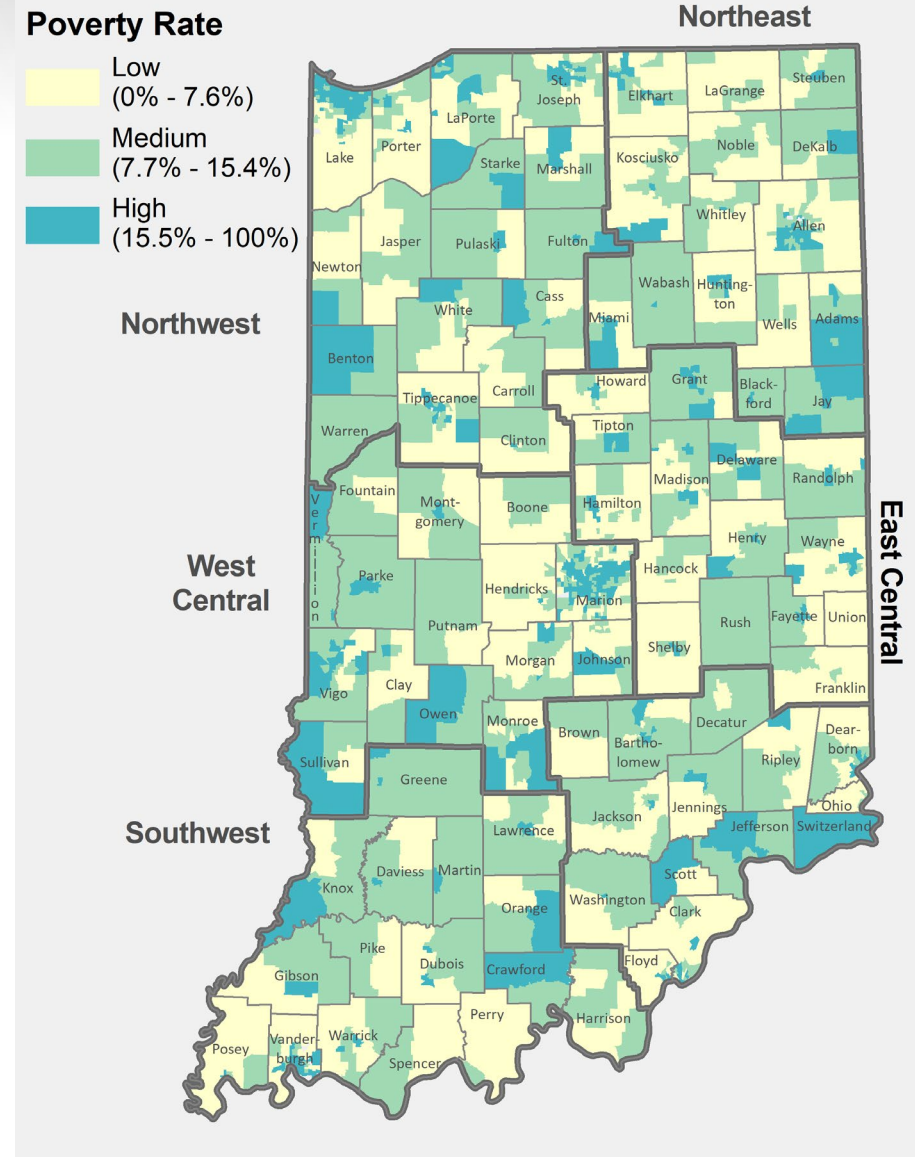 Northeast
Poverty Rate
Low
(0% - 7.6%)
Medium
(7.7% - 15.4%)
High
(15.5% - 100%)
Lake
Porter
LaPorte
St.
Joseph
Elkhart
LaGrange
Steuben
Starke
Marshall
Kosciusko
Noble
DeKalb
Newton
Jasper
Pulaski
Fulton
Whitley
Allen
Northwest
White
Cass
Miami
Wabash
Hunting-
ton
Wells
Adams
Benton
Tippecanoe
Carroll
Howard
Grant
Black-
ford
Jay
Warren
Clinton
Tipton
Delaware
Fountain
Mont-
gomery
Boone
Hamilton
Madison
Randolph
Vermillion
West
Central
Parke
Putnam
Hendricks
Marion
Hancock
Henry
Wayne
East Central
Rush
Fayette
Union
Vigo
Clay
Owen
Morgan
Johnson
Shelby
Franklin
Sullivan
Greene
Monroe
Brown
Bartho-
lomew
Decatur
Ripley
Dear-
born
Southwest
Lawrence
Jackson
Jennings
Jefferson
Ohio
Switzerland
Knox
Daviess
Martin
Orange
Washington
Scott
Clark
Gibson
Pike
Dubois
Crawford
Floyd
Harrison
Posey
Vander-
burgh
Warrick
Spencer
Perry